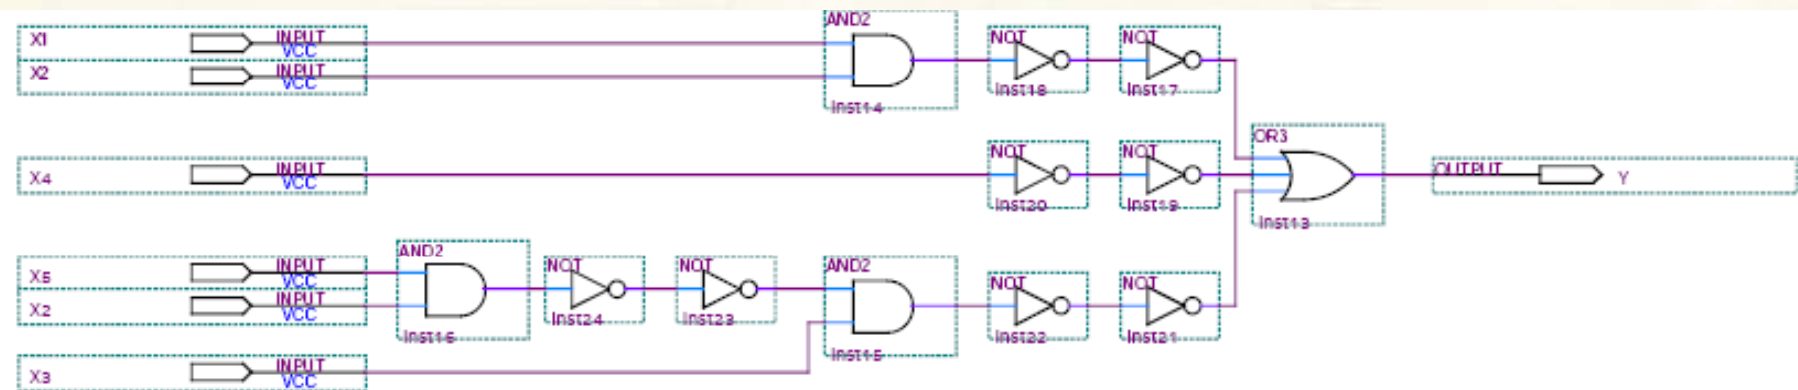 AND2
X1 INPUT VCC NOT NOT
X2 INPUT VCC
inst14 inst18 inst17
OR3
NOT NOT
X4 INPUT VCC OUTPUT Y
inst20 inst19
inst13
AND2 NOT NOT AND2
X5 INPUT VCC NOT NOT
X2 INPUT VCC
inst16 inst24 inst23 inst15 inst22 inst21
X3 INPUT VCC